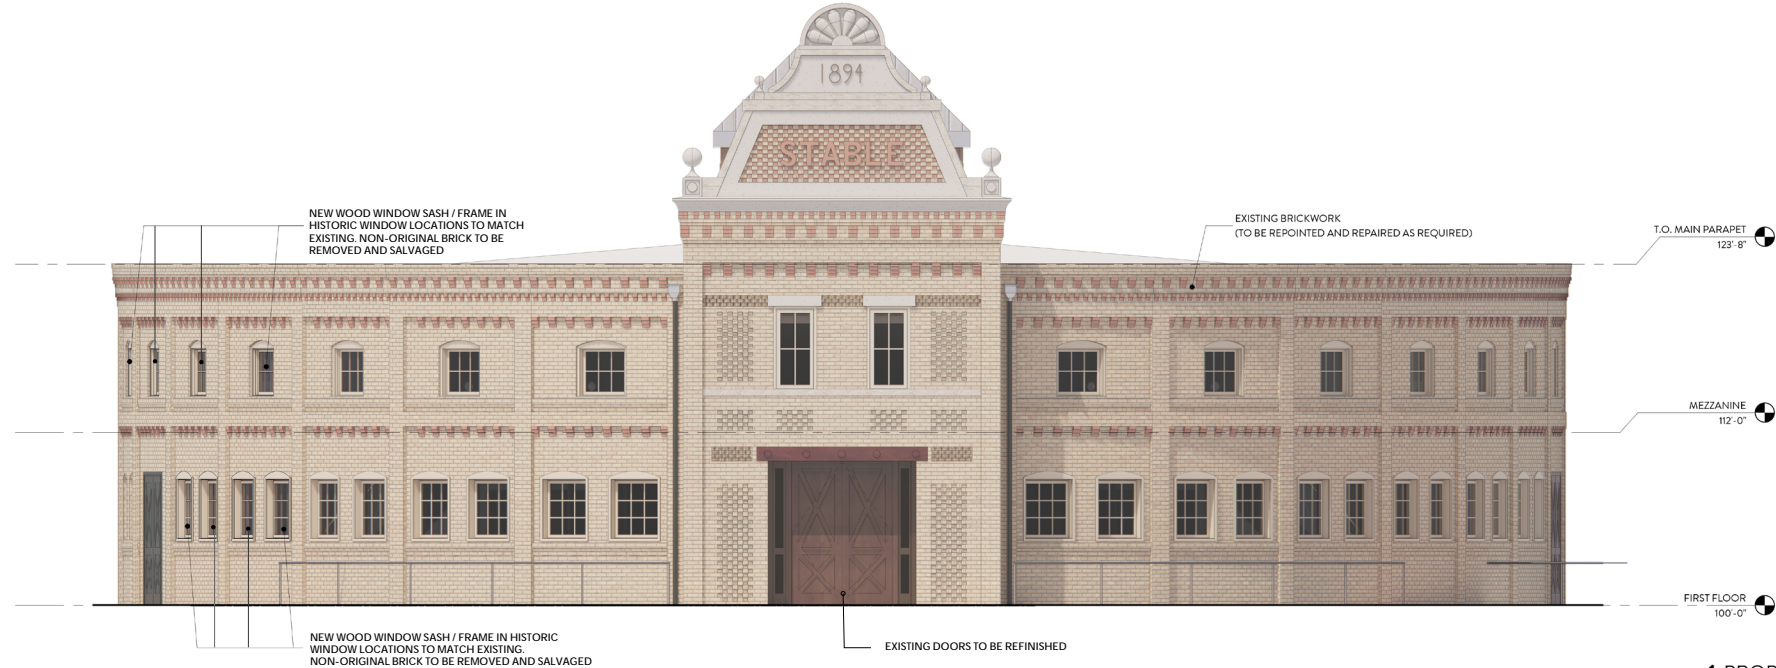 1894
STABLE
NEW WOOD WINDOW SASH / FRAME IN
HISTORIC WINDOW LOCATIONS TO MATCH
EXISTING. NON-ORIGINAL BRICK TO BE
REMOVED AND SALVAGED
EXISTING BRICKWORK
(TO BE REPOINTED AND REPAIRED AS REQUIRED)
T.O. MAIN PARAPET
123'-8"
MEZZANINE
112'-0"
FIRST FLOOR
100'-0"
NEW WOOD WINDOW SASH / FRAME IN HISTORIC
WINDOW LOCATIONS TO MATCH EXISTING.
NON-ORIGINAL BRICK TO BE REMOVED AND SALVAGED
EXISTING DOORS TO BE REFINISHED